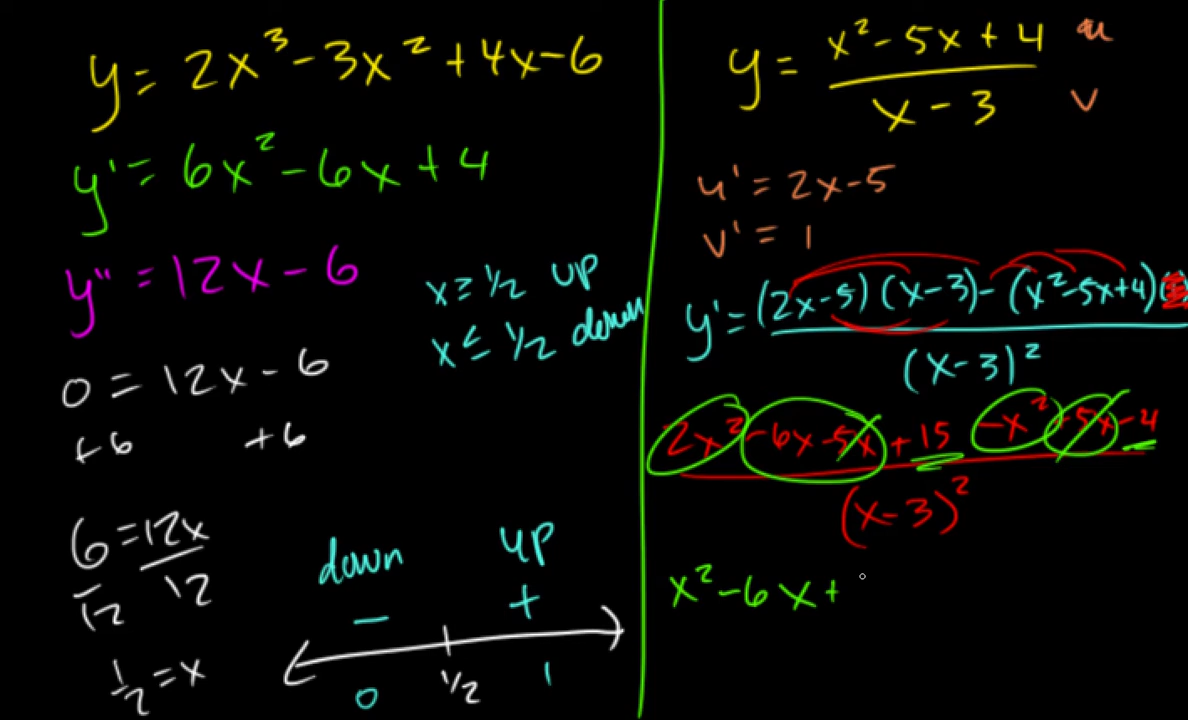 y = 2x³ - 3x² + 4x - 6
y' = 6x² - 6x + 4
y'' = 12x - 6
x ≥ 1/2 up
x ≤ 1/2 down
0 = 12x - 6
+6 +6
6 = 12x
12 12
1/2 = x
down up
- +
0 1/2 1
y = (x² - 5x + 4) / (x - 3)
u
v
u' = 2x - 5
v' = 1
y' = ((2x - 5)(x - 3) - (x² - 5x + 4)) / (x - 3)²
2x² - 6x - 5x + 15 - x² - 5x - 4
(x - 3)²
x² - 6x +